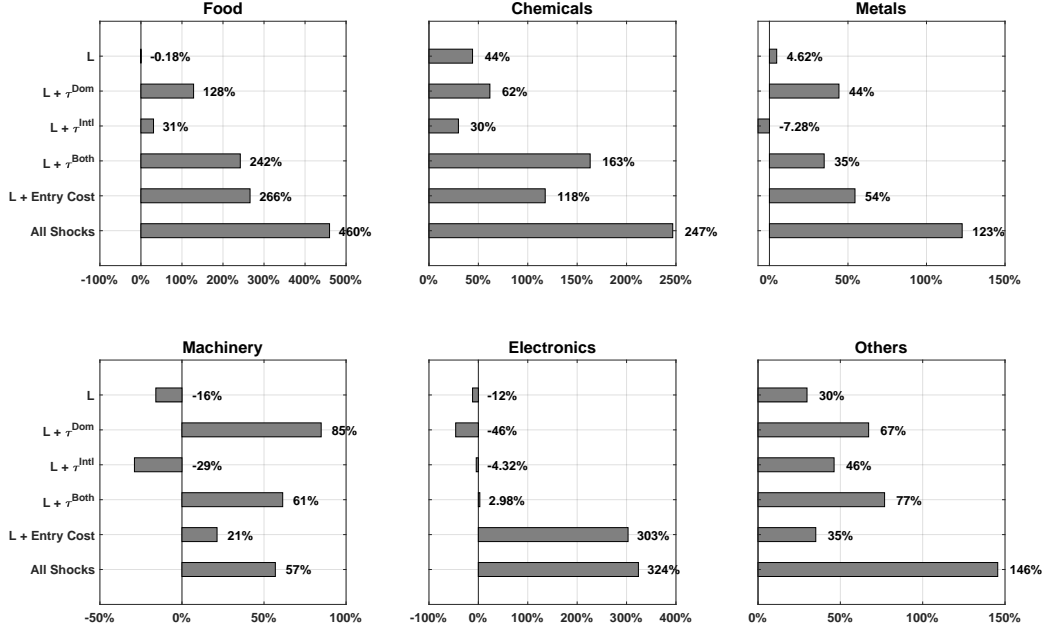 Food
Chemicals
Metals
L
-0.18%
44%
4.62%
L + τ^Dom
128%
62%
44%
L + τ^Intl
31%
30%
-7.28%
L + τ^Both
242%
163%
35%
L + Entry Cost
266%
118%
54%
All Shocks
460%
247%
123%
-100% 0% 100% 200% 300% 400% 500%
0% 50% 100% 150% 200% 250%
0% 50% 100% 150%
Machinery
Electronics
Others
L
-16%
-12%
30%
L + τ^Dom
85%
-46%
67%
L + τ^Intl
-29%
-4.32%
46%
L + τ^Both
61%
2.98%
77%
L + Entry Cost
21%
303%
35%
All Shocks
57%
324%
146%
-50% 0% 50% 100%
-100% 0% 100% 200% 300% 400%
0% 50% 100% 150%